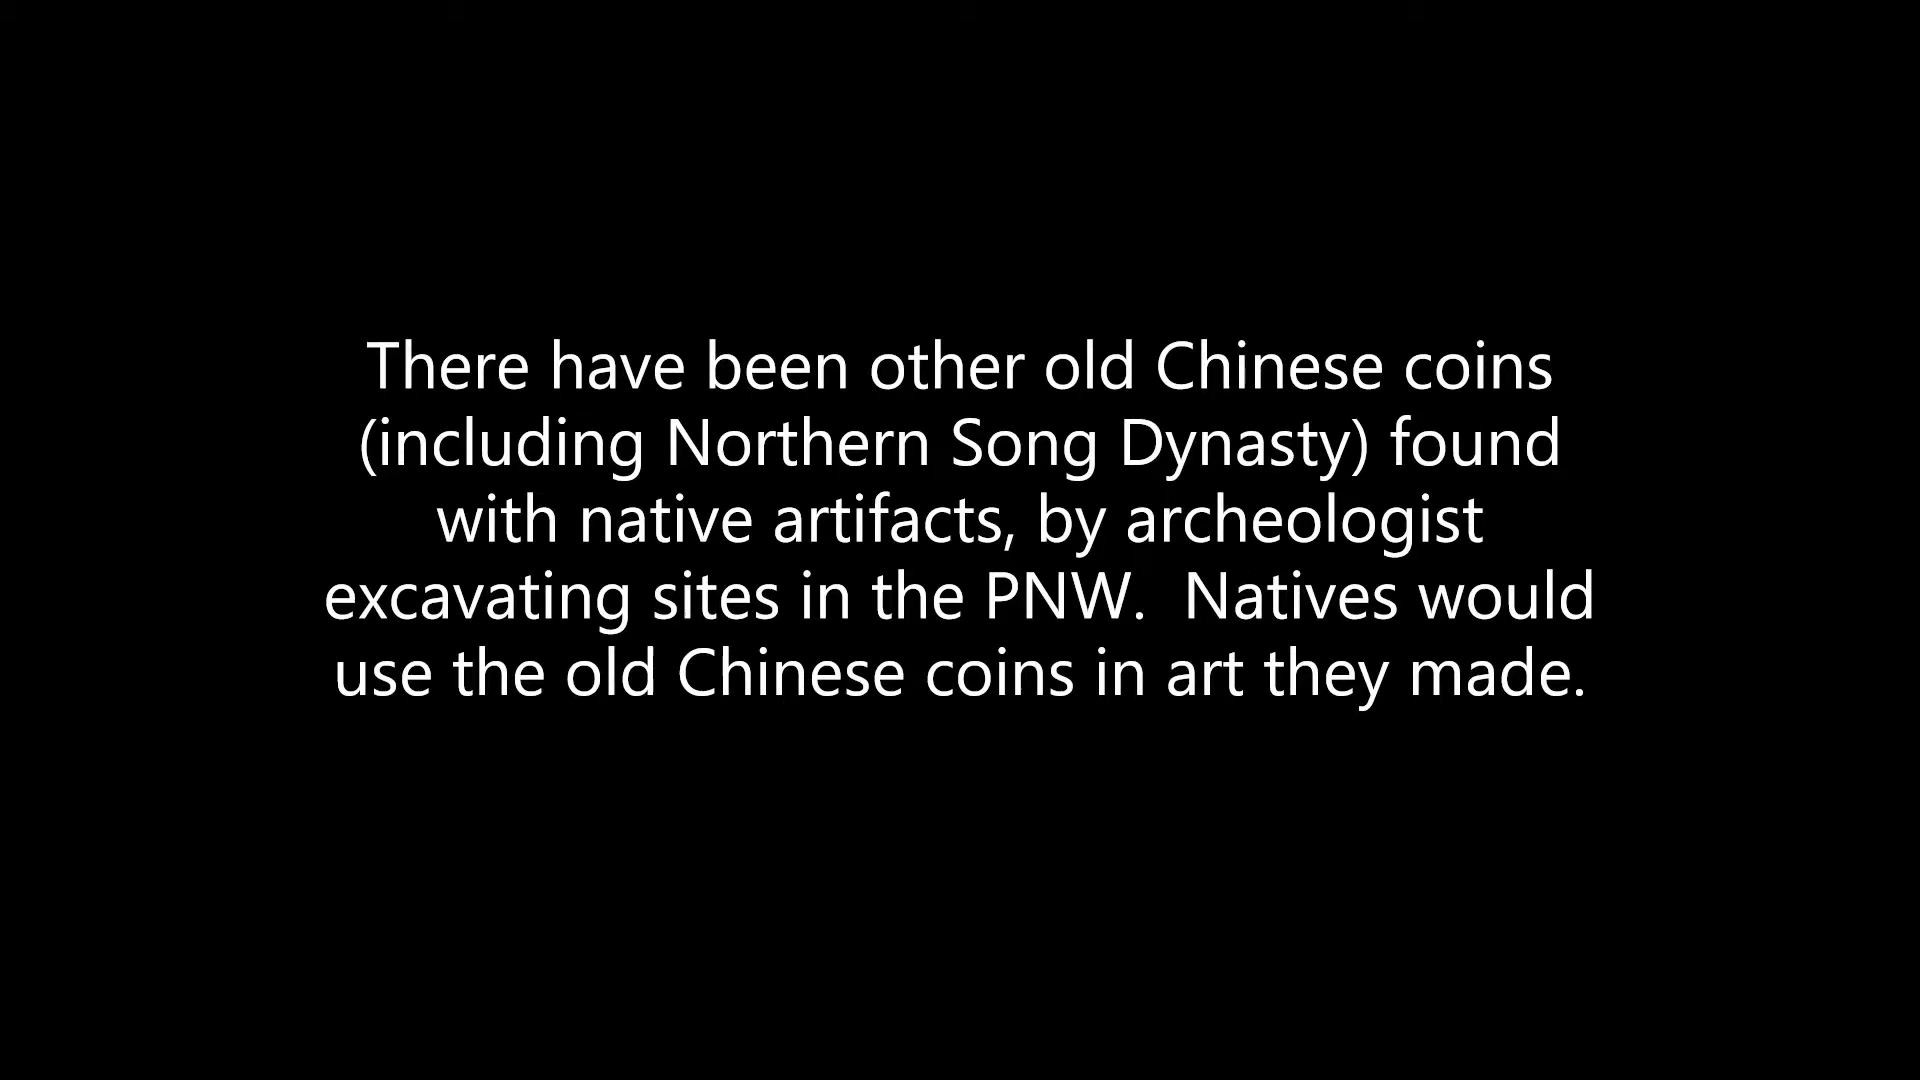 There have been other old Chinese coins
(including Northern Song Dynasty) found
with native artifacts, by archeologist
excavating sites in the PNW.  Natives would
use the old Chinese coins in art they made.